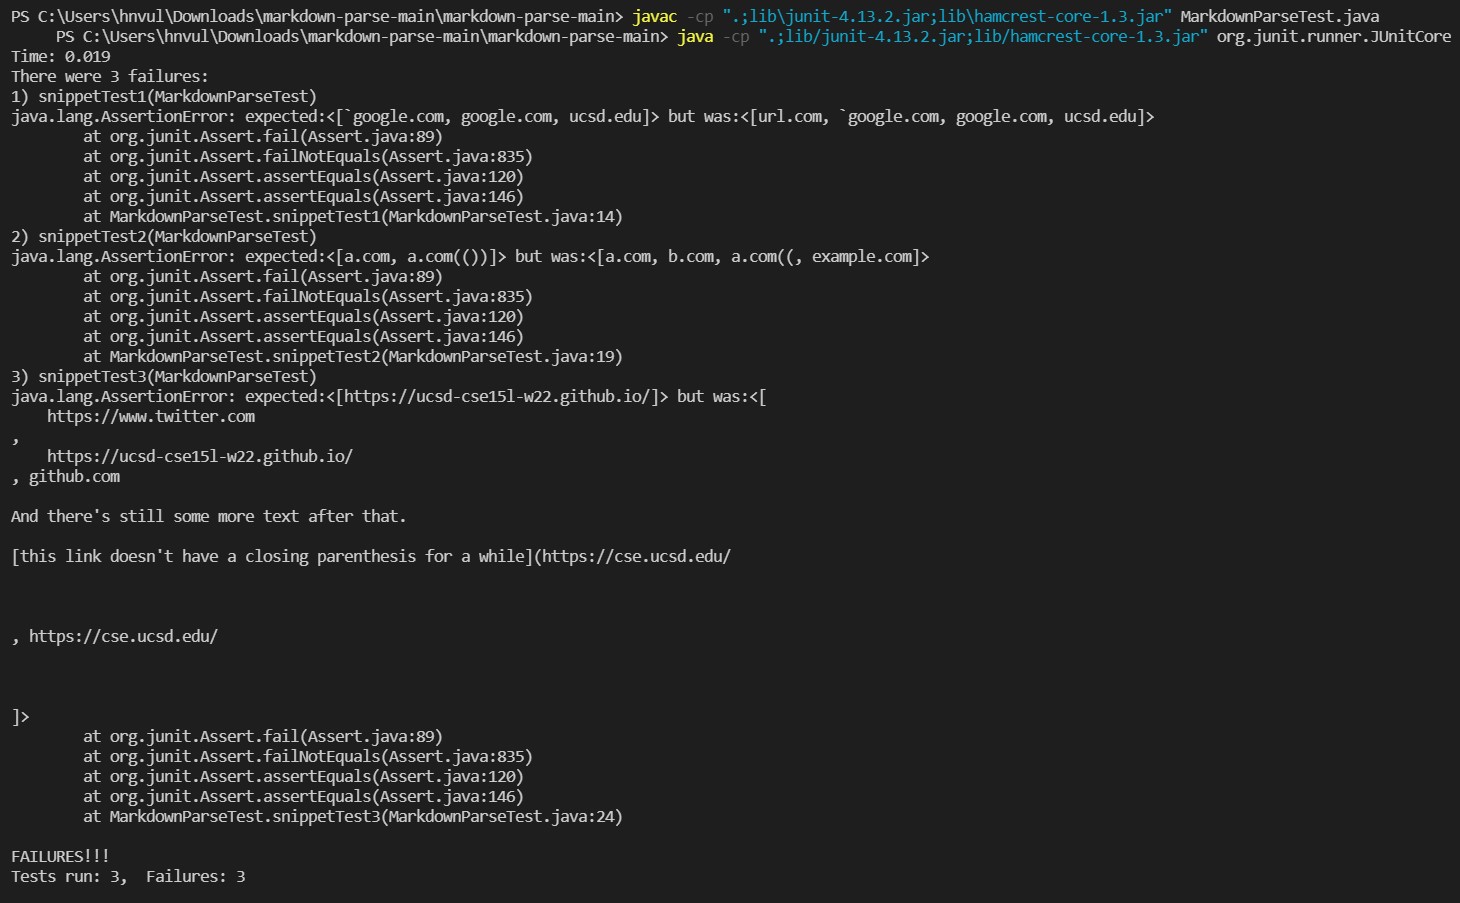 PS C:\Users\hnvul\Downloads\markdown-parse-main\markdown-parse-main> javac -cp ".;lib\junit-4.13.2.jar;lib\hamcrest-core-1.3.jar" MarkdownParseTest.java
PS C:\Users\hnvul\Downloads\markdown-parse-main\markdown-parse-main> java -cp ".;lib/junit-4.13.2.jar;lib/hamcrest-core-1.3.jar" org.junit.runner.JUnitCore
Time: 0.019
There were 3 failures:
1) snippetTest1(MarkdownParseTest)
java.lang.AssertionError: expected:<[`google.com, google.com, ucsd.edu]> but was:<[url.com, `google.com, google.com, ucsd.edu]>
at org.junit.Assert.fail(Assert.java:89)
at org.junit.Assert.failNotEquals(Assert.java:835)
at org.junit.Assert.assertEquals(Assert.java:120)
at org.junit.Assert.assertEquals(Assert.java:146)
at MarkdownParseTest.snippetTest1(MarkdownParseTest.java:14)
2) snippetTest2(MarkdownParseTest)
java.lang.AssertionError: expected:<[a.com, a.com(())]> but was:<[a.com, b.com, a.com((, example.com]>
at org.junit.Assert.fail(Assert.java:89)
at org.junit.Assert.failNotEquals(Assert.java:835)
at org.junit.Assert.assertEquals(Assert.java:120)
at org.junit.Assert.assertEquals(Assert.java:146)
at MarkdownParseTest.snippetTest2(MarkdownParseTest.java:19)
3) snippetTest3(MarkdownParseTest)
java.lang.AssertionError: expected:<[https://ucsd-cse15l-w22.github.io/]> but was:<[
https://www.twitter.com
,
https://ucsd-cse15l-w22.github.io/
, github.com
And there's still some more text after that.
[this link doesn't have a closing parenthesis for a while](https://cse.ucsd.edu/
, https://cse.ucsd.edu/
]>
at org.junit.Assert.fail(Assert.java:89)
at org.junit.Assert.failNotEquals(Assert.java:835)
at org.junit.Assert.assertEquals(Assert.java:120)
at org.junit.Assert.assertEquals(Assert.java:146)
at MarkdownParseTest.snippetTest3(MarkdownParseTest.java:24)
FAILURES!!!
Tests run: 3,  Failures: 3